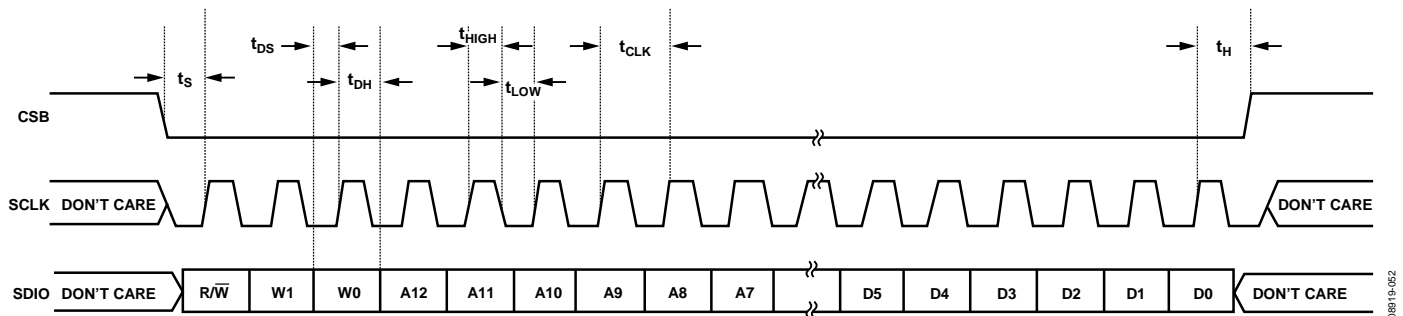 tDS
tHIGH
tCLK
tH
tS
tDH
tLOW
CSB
SCLK DON'T CARE
DON'T CARE
SDIO DON'T CARE R/W̅ W1 W0 A12 A11 A10 A9 A8 A7 D5 D4 D3 D2 D1 D0 DON'T CARE
08919-052